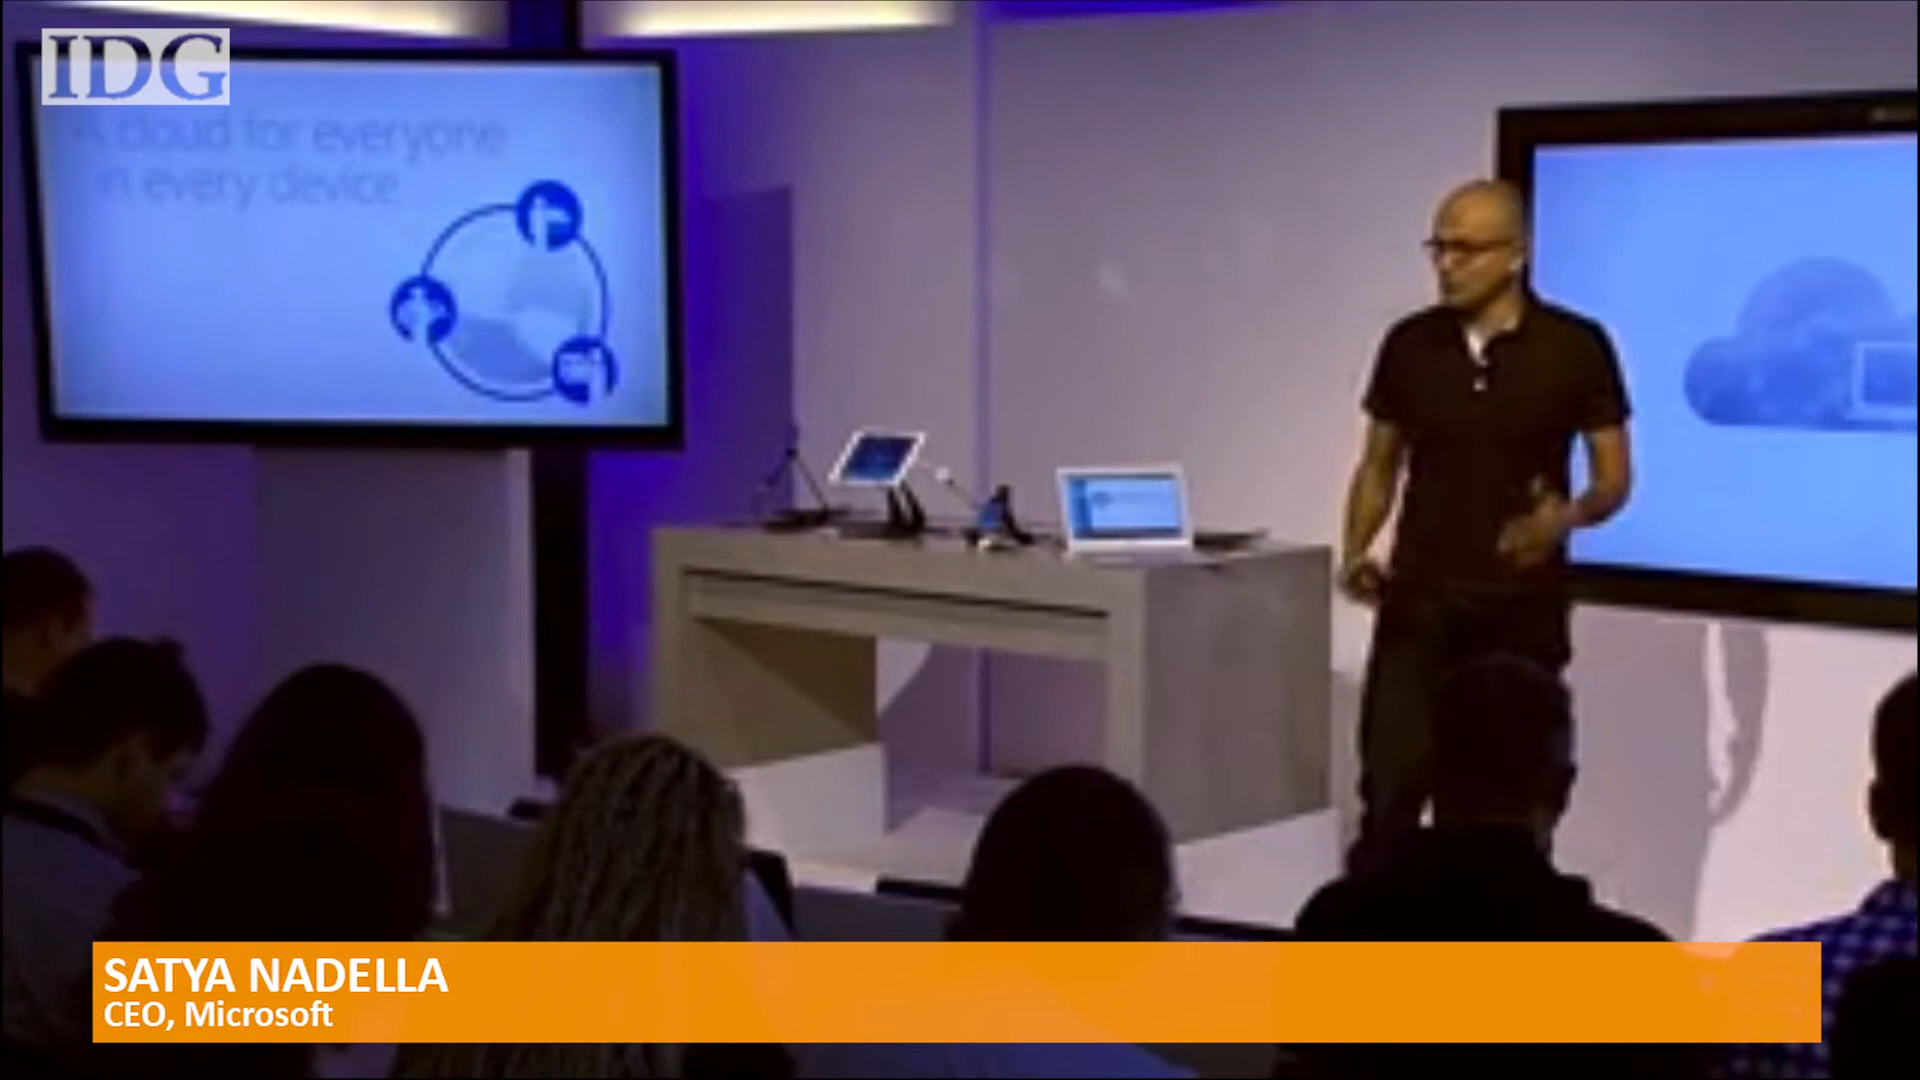 IDG
A cloud for everyone
in every device
SATYA NADELLA
CEO, Microsoft